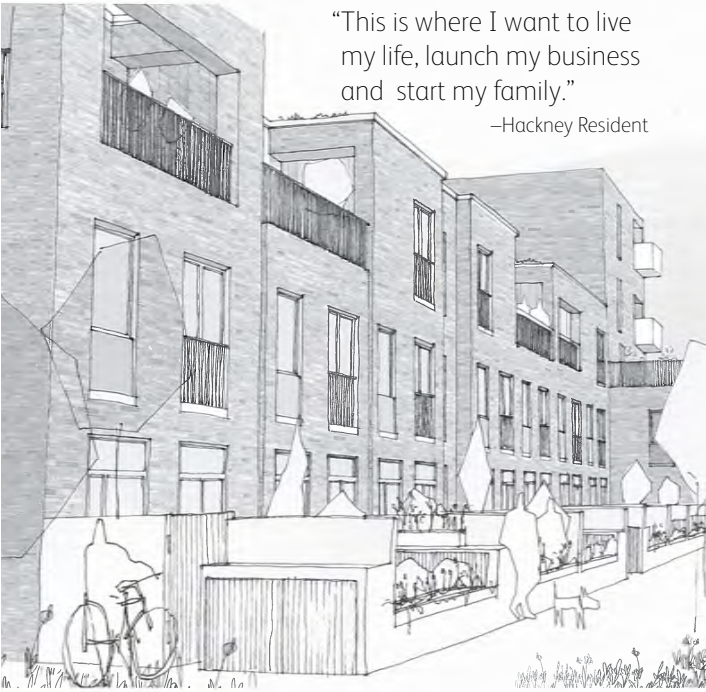 “This is where I want to live
my life, launch my business
and start my family.”
–Hackney Resident